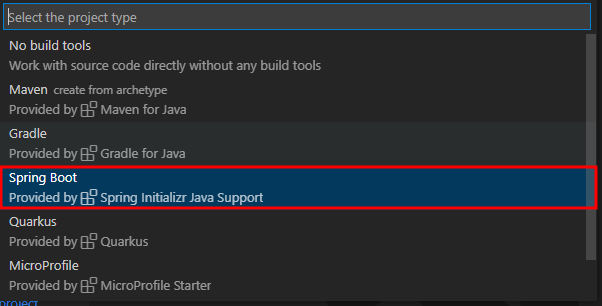 Select the project type
No build tools
Work with source code directly without any build tools
Maven create from archetype
Provided by Maven for Java
Gradle
Provided by Gradle for Java
Spring Boot
Provided by Spring Initializr Java Support
Quarkus
Provided by Quarkus
MicroProfile
Provided by MicroProfile Starter
project